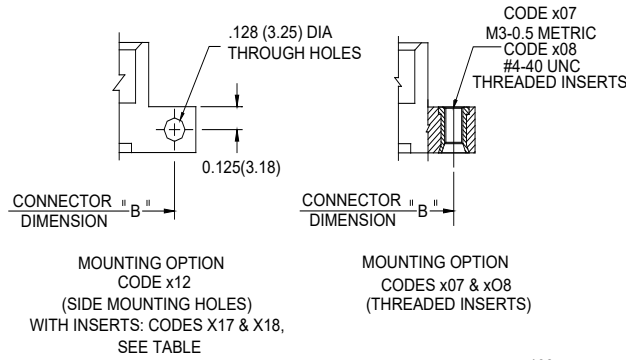 .128 (3.25) DIA
THROUGH HOLES
0.125(3.18)
CONNECTOR " B "
DIMENSION
MOUNTING OPTION
CODE x12
(SIDE MOUNTING HOLES)
WITH INSERTS: CODES X17 & X18,
SEE TABLE
CODE x07
M3-0.5 METRIC
CODE x08
#4-40 UNC
THREADED INSERTS
CONNECTOR " B "
DIMENSION
MOUNTING OPTION
CODES x07 & xO8
(THREADED INSERTS)